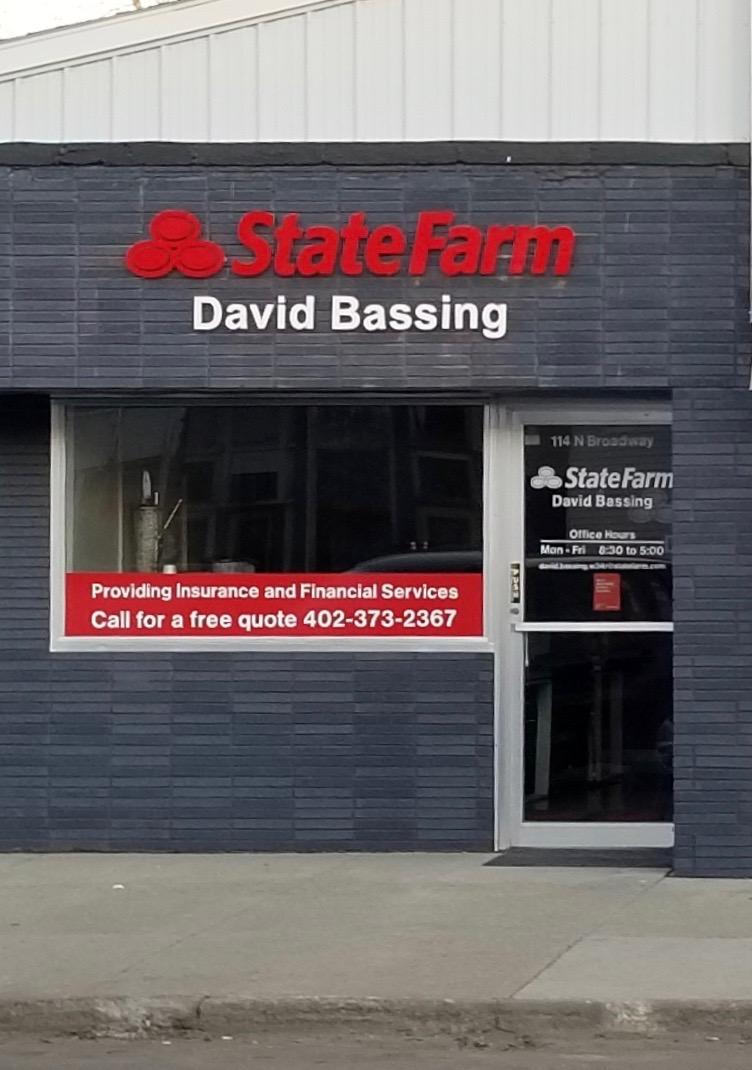 StateFarm
David Bassing
114 N Broadway
StateFarm
David Bassing
Office Hours
Mon - Fri 8:30 to 5:00
PUSH
Providing Insurance and Financial Services
Call for a free quote 402-373-2367